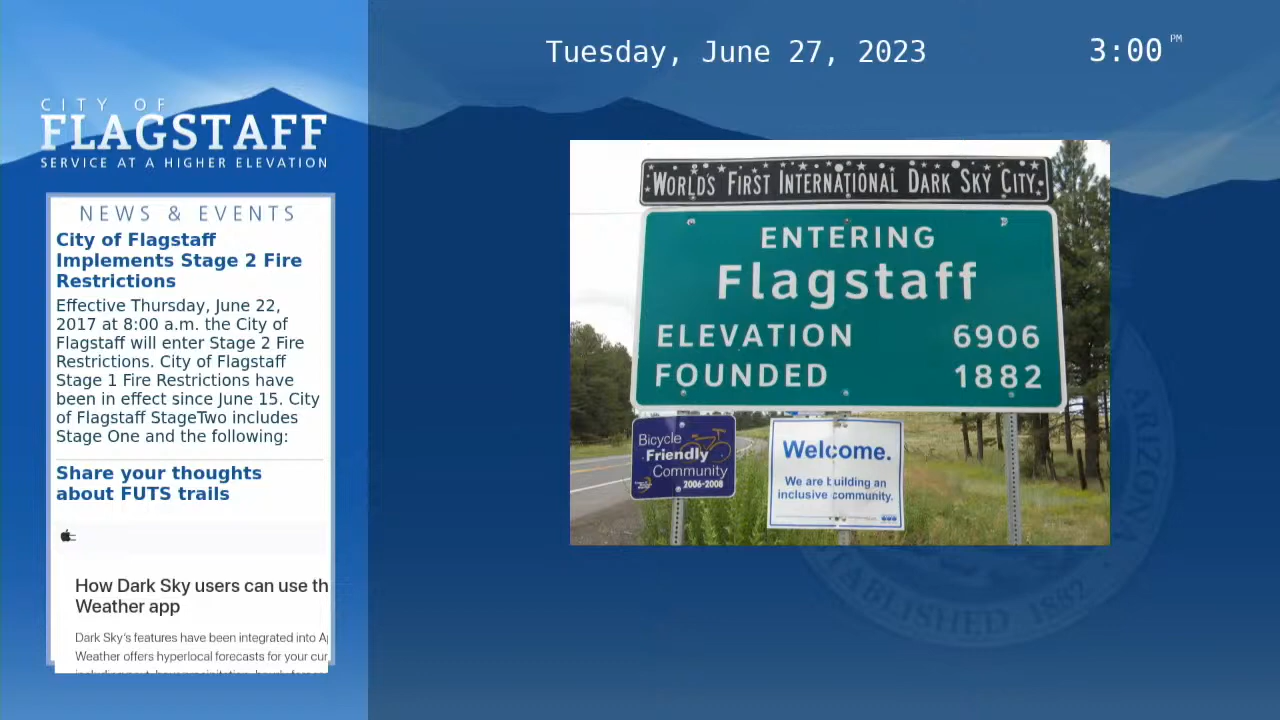 Tuesday, June 27, 2023
3:00 PM
CITY OF
FLAGSTAFF
SERVICE AT A HIGHER ELEVATION
NEWS & EVENTS
City of Flagstaff
Implements Stage 2 Fire
Restrictions
Effective Thursday, June 22,
2017 at 8:00 a.m. the City of
Flagstaff will enter Stage 2 Fire
Restrictions. City of Flagstaff
Stage 1 Fire Restrictions have
been in effect since June 15. City
of Flagstaff StageTwo includes
Stage One and the following:
Share your thoughts
about FUTS trails
How Dark Sky users can use th
Weather app
Dark Sky's features have been integrated into A
Weather offers hyperlocal forecasts for your cur
WORLD'S FIRST INTERNATIONAL DARK SKY CITY
ENTERING
Flagstaff
ELEVATION 6906
FOUNDED 1882
Bicycle
Friendly
Community
2006-2008
Welcome.
We are building an
inclusive community.
ARIZONA
ESTABLISHED 1882